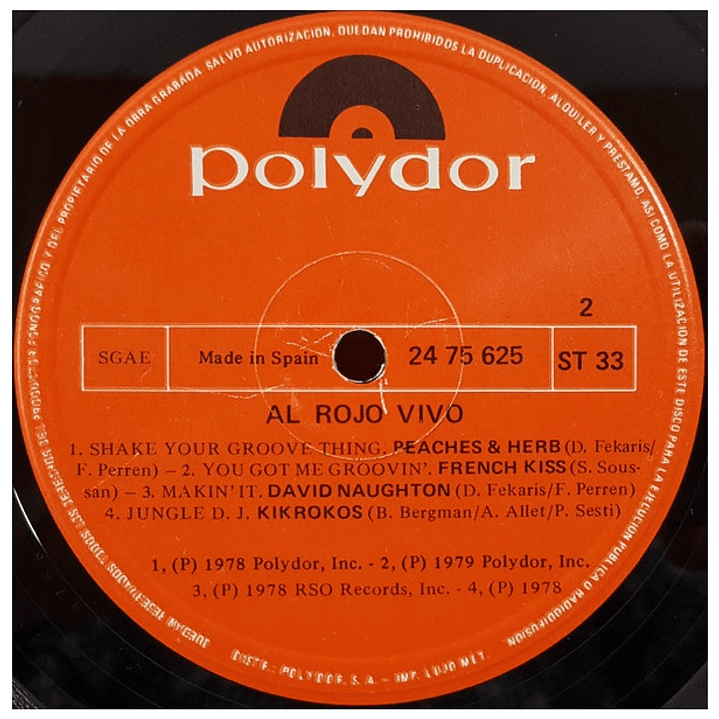 QUEDAN RESERVADOS TODOS LOS DERECHOS DEL PRODUCTOR FONOGRAFICO Y DEL PROPIETARIO DE LA OBRA GRABADA. SALVO AUTORIZACION, QUEDAN PROHIBIDOS LA DUPLICACION, ALQUILER Y PRESTAMO, ASI COMO LA UTILIZACION DE ESTE DISCO PARA LA EJECUCION PUBLICA O RADIODIFUSION
polydor
2
SGAE Made in Spain 24 75 625 ST 33
AL ROJO VIVO
1. SHAKE YOUR GROOVE THING, PEACHES & HERB (D. Fekaris/
F. Perren) – 2. YOU GOT ME GROOVIN'. FRENCH KISS (S. Sous-
san) – 3. MAKIN' IT, DAVID NAUGHTON (D. Fekaris/F. Perren)
4. JUNGLE D. J. KIKROKOS (B. Bergman/A. Allet/P. Sesti)
1, (P) 1978 Polydor, Inc. - 2, (P) 1979 Polydor, Inc.
3, (P) 1978 RSO Records, Inc. - 4, (P) 1978
DISTR.: POLYDOR, S. A. – IMP. LUJO MET.